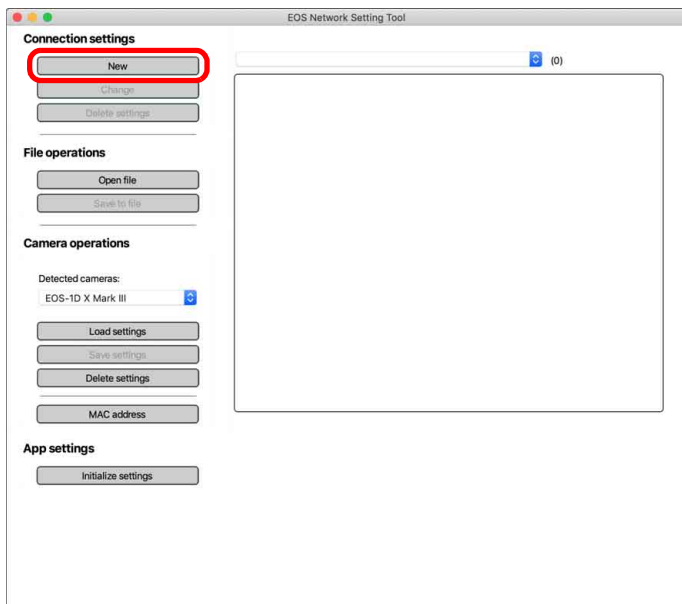 EOS Network Setting Tool
Connection settings
New
(0)
Change
Delete settings
File operations
Open file
Save to file
Camera operations
Detected cameras:
EOS-1D X Mark III
Load settings
Save settings
Delete settings
MAC address
App settings
Initialize settings